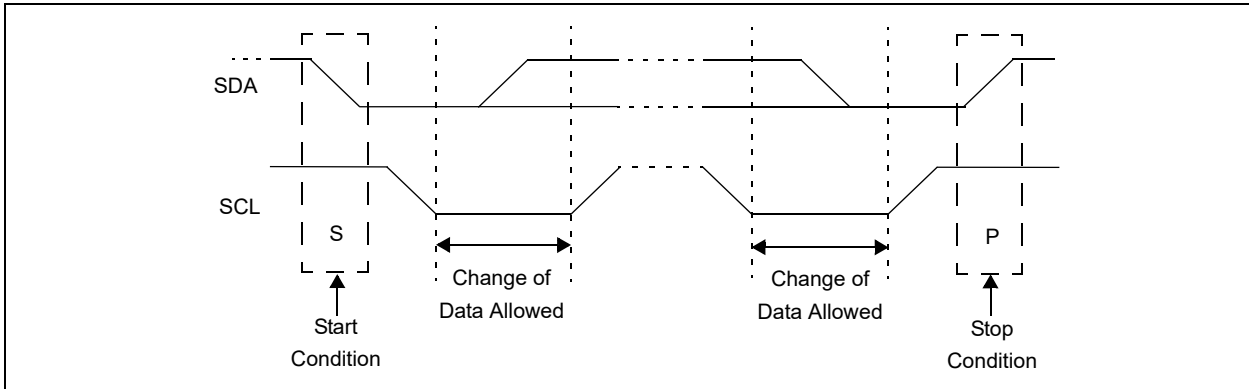 SDA
SCL
S
P
Change of
Data Allowed
Change of
Data Allowed
Start
Condition
Stop
Condition